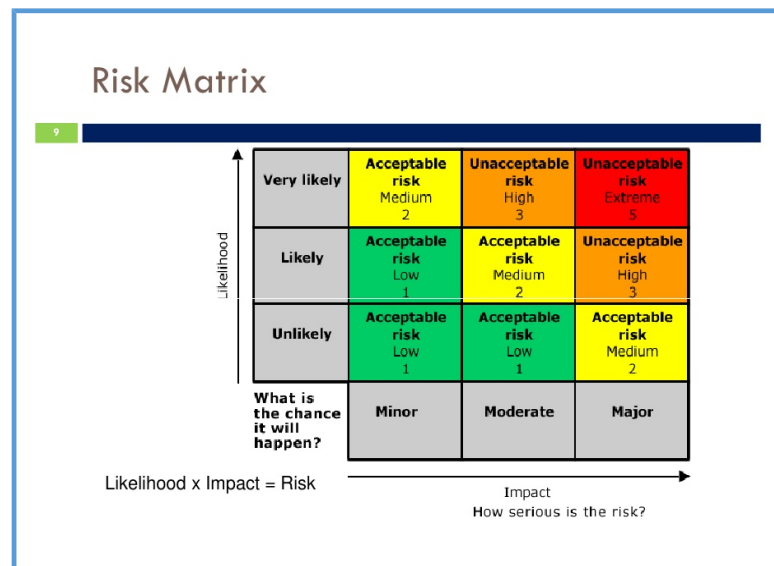 Risk Matrix
9
Likelihood
Very likely
Acceptable
risk
Medium
2
Unacceptable
risk
High
3
Unacceptable
risk
Extreme
5
Likely
Acceptable
risk
Low
1
Acceptable
risk
Medium
2
Unacceptable
risk
High
3
Unlikely
Acceptable
risk
Low
1
Acceptable
risk
Low
1
Acceptable
risk
Medium
2
What is
the chance
it will
happen?
Minor
Moderate
Major
Likelihood x Impact = Risk
Impact
How serious is the risk?